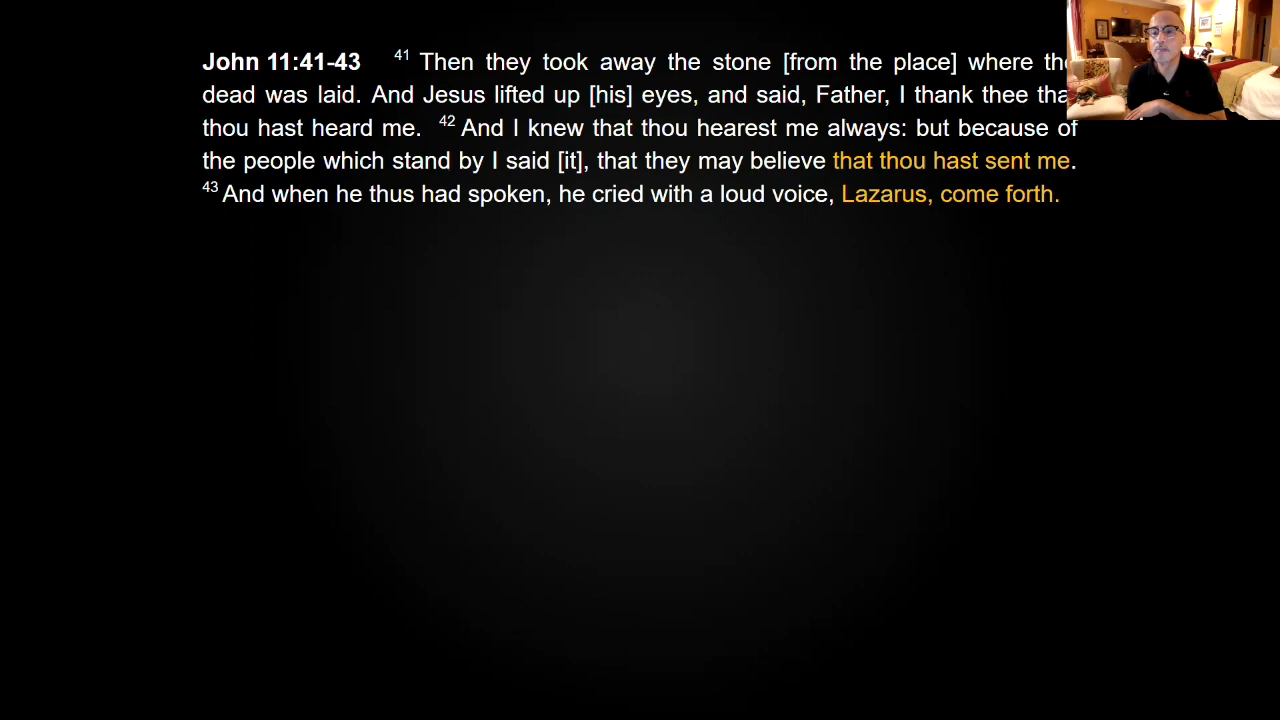 John 11:41-43 41 Then they took away the stone [from the place] where
dead was laid. And Jesus lifted up [his] eyes, and said, Father, I thank thee
thou hast heard me. 42 And I knew that thou hearest me always: but because of
the people which stand by I said [it], that they may believe that thou hast sent me.
43 And when he thus had spoken, he cried with a loud voice, Lazarus, come forth.